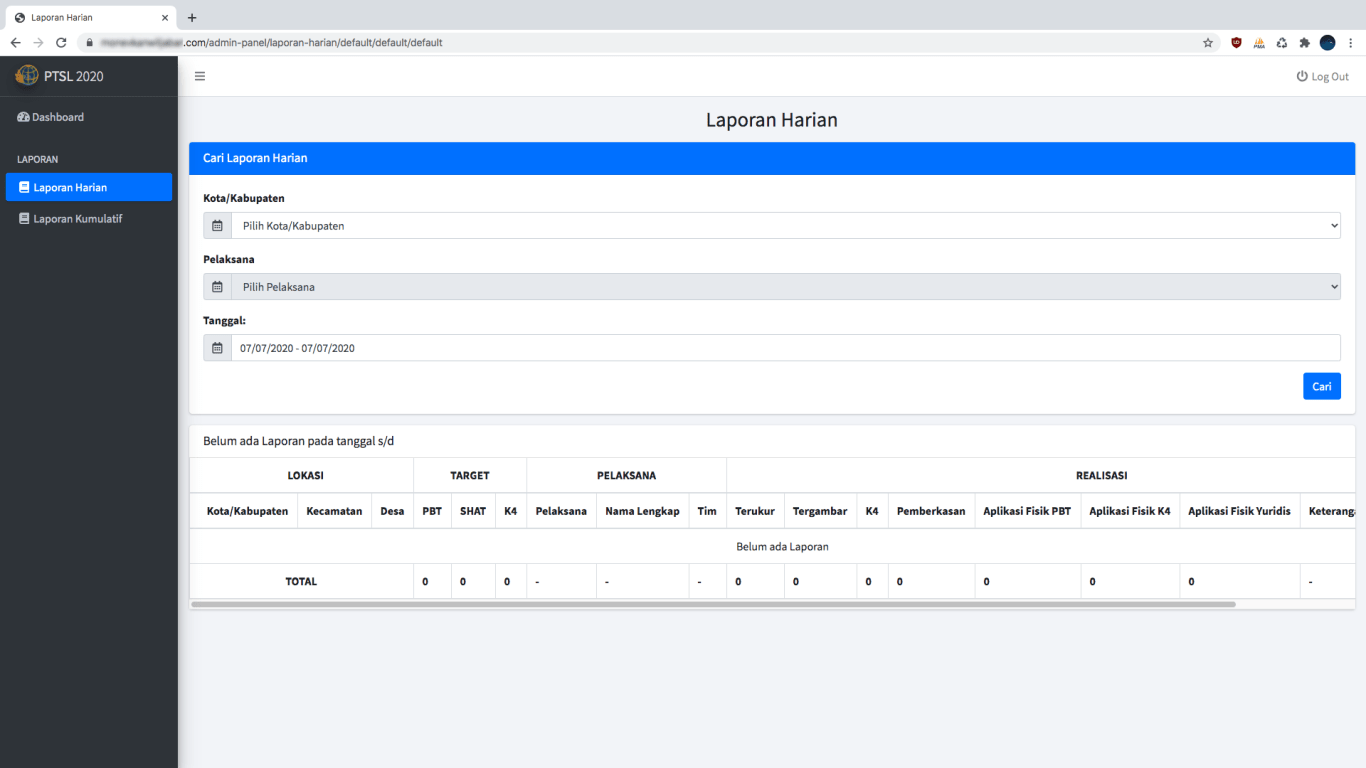 Laporan Harian
.com/admin-panel/laporan-harian/default/default/default
PTSL 2020
Log Out
Dashboard
LAPORAN
Laporan Harian
Laporan Kumulatif
Laporan Harian
Cari Laporan Harian
Kota/Kabupaten
Pilih Kota/Kabupaten
Pelaksana
Pilih Pelaksana
Tanggal:
07/07/2020 - 07/07/2020
Cari
Belum ada Laporan pada tanggal s/d
LOKASI TARGET PELAKSANA REALISASI
Kota/Kabupaten Kecamatan Desa PBT SHAT K4 Pelaksana Nama Lengkap Tim Terukur Tergambar K4 Pemberkasan Aplikasi Fisik PBT Aplikasi Fisik K4 Aplikasi Fisik Yuridis Keterang
Belum ada Laporan
TOTAL 0 0 0 - - - 0 0 0 0 0 0 0 -